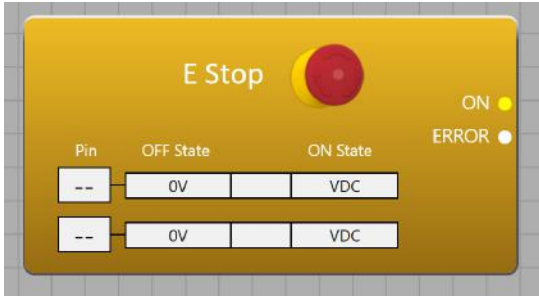 E Stop
ON
ERROR
Pin OFF State ON State
-- 0V VDC
-- 0V VDC